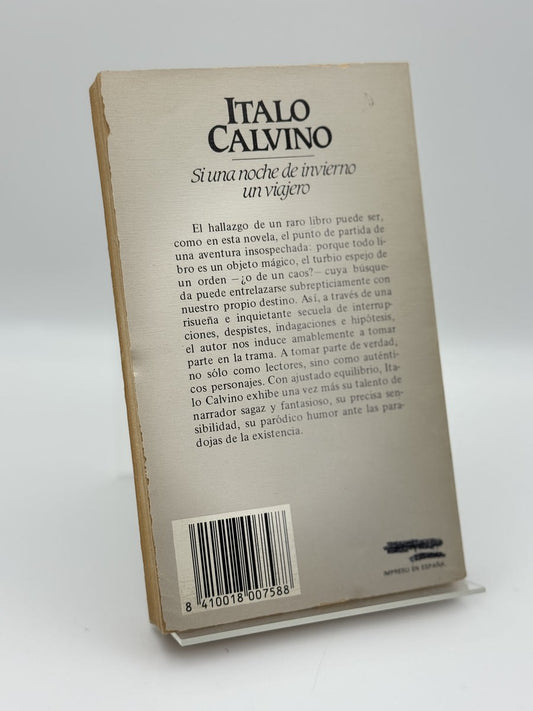 ITALO
CALVINO
Si una noche de invierno
un viajero
El hallazgo de un raro libro puede ser,
como en esta novela, el punto de partida de
una aventura insospechada: porque todo li-
bro es un objeto mágico, el turbio espejo de
un orden —¿o de un caos?— cuya búsque-
da puede entrelazarse subrepticiamente con
nuestro propio destino. Así, a través de una
risueña e inquietante secuela de interrup-
ciones, despistes, indagaciones e hipótesis,
el autor nos induce amablemente a tomar
parte en la trama. A tomar parte de verdad,
no sólo como lectores, sino como auténti-
cos personajes. Con ajustado equilibrio, Ita-
lo Calvino exhibe una vez más su talento de
narrador sagaz y fantasioso, su precisa sen-
sibilidad, su paródico humor ante las para-
dojas de la existencia.
IMPRESO EN ESPAÑA
8 410018 007588